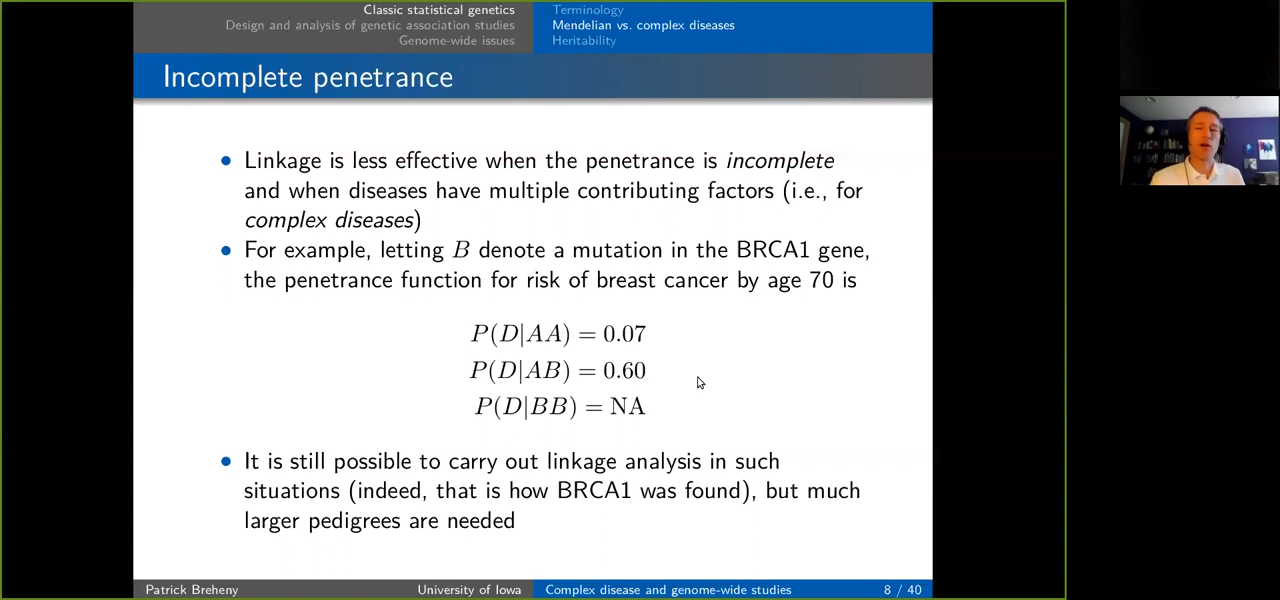 Classic statistical genetics
Design and analysis of genetic association studies
Genome-wide issues
Terminology
Mendelian vs. complex diseases
Heritability
Incomplete penetrance
• Linkage is less effective when the penetrance is incomplete
and when diseases have multiple contributing factors (i.e., for
complex diseases)
• For example, letting B denote a mutation in the BRCA1 gene,
the penetrance function for risk of breast cancer by age 70 is
P(D|AA) = 0.07
P(D|AB) = 0.60
P(D|BB) = NA
• It is still possible to carry out linkage analysis in such
situations (indeed, that is how BRCA1 was found), but much
larger pedigrees are needed
Patrick Breheny University of Iowa Complex disease and genome-wide studies 8 / 40